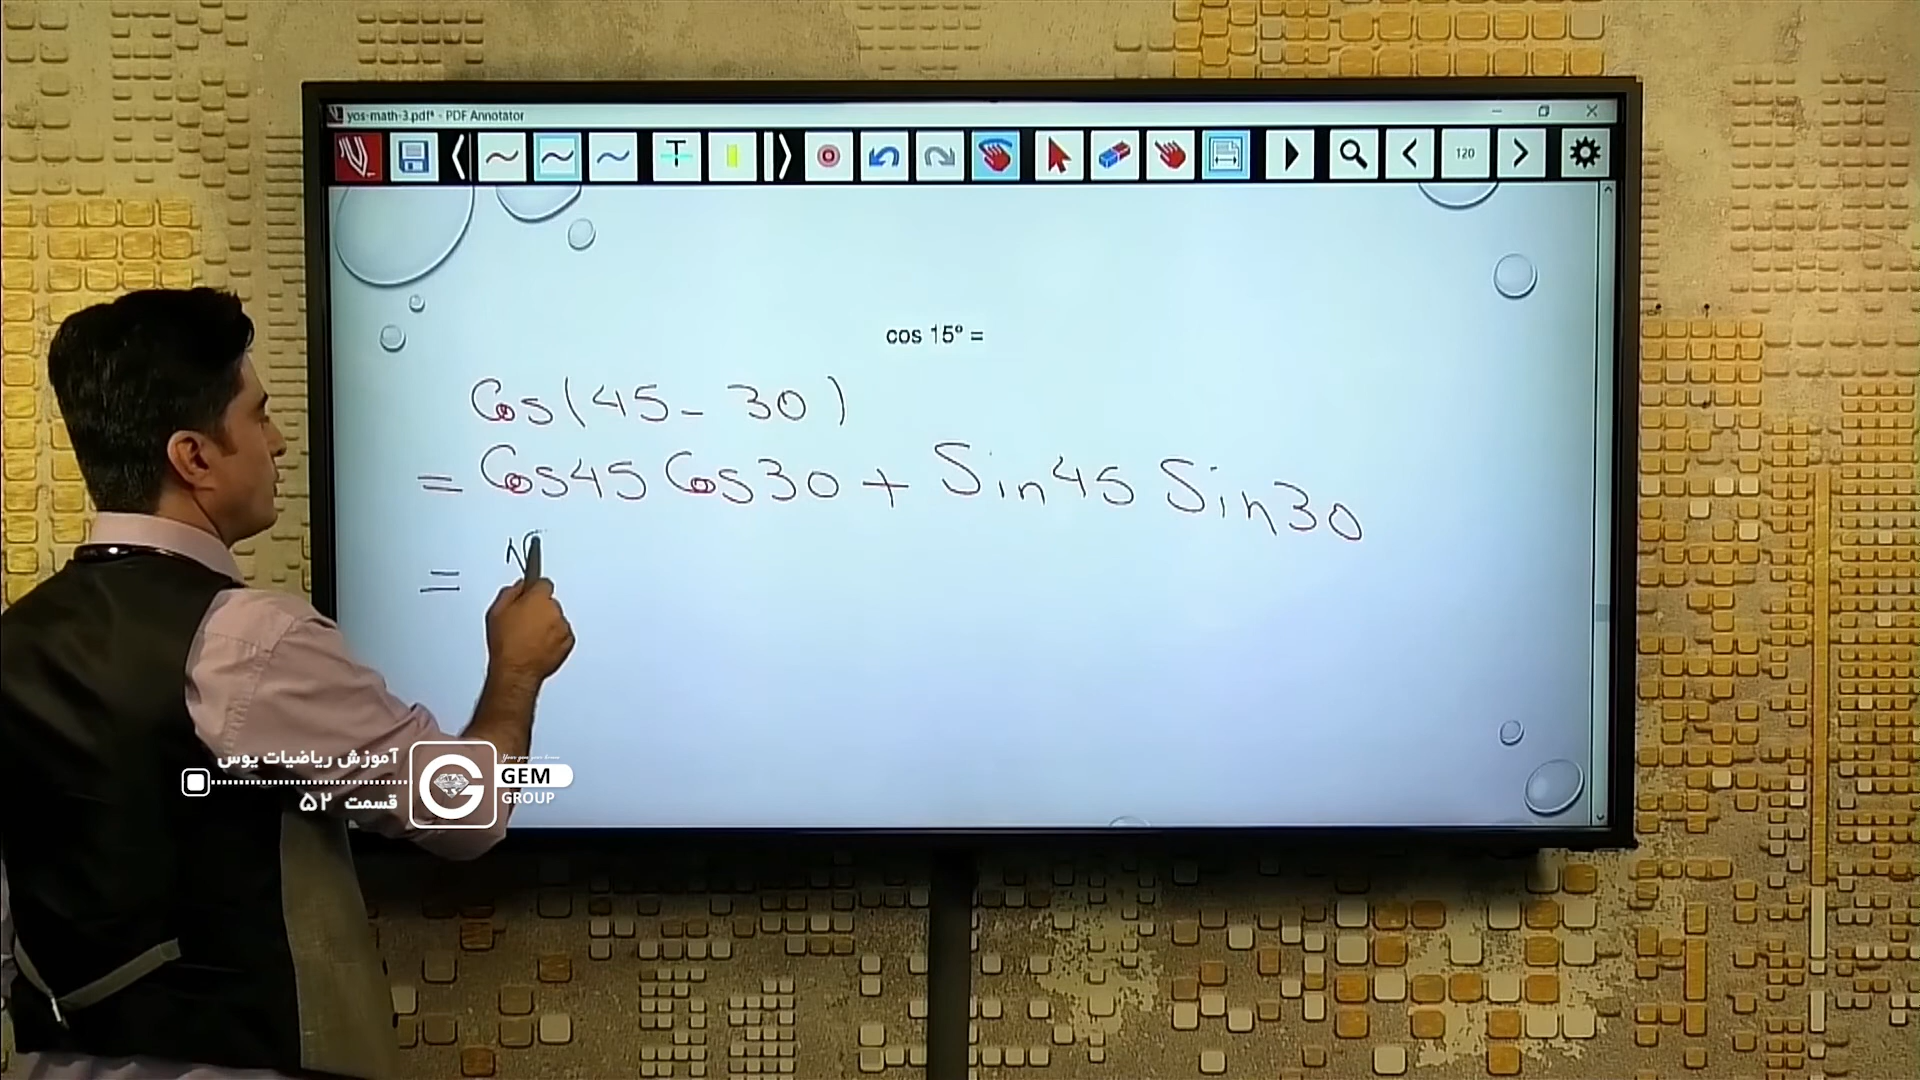 yos-math-3.pdf* - PDF Annotator
T
120
cos 15º =
Cos(45 - 30)
= Cos45 Cos30 + Sin45 Sin30
=
آموزش ریاضیات یوس
قسمت ۵۲
G
GEM
GROUP